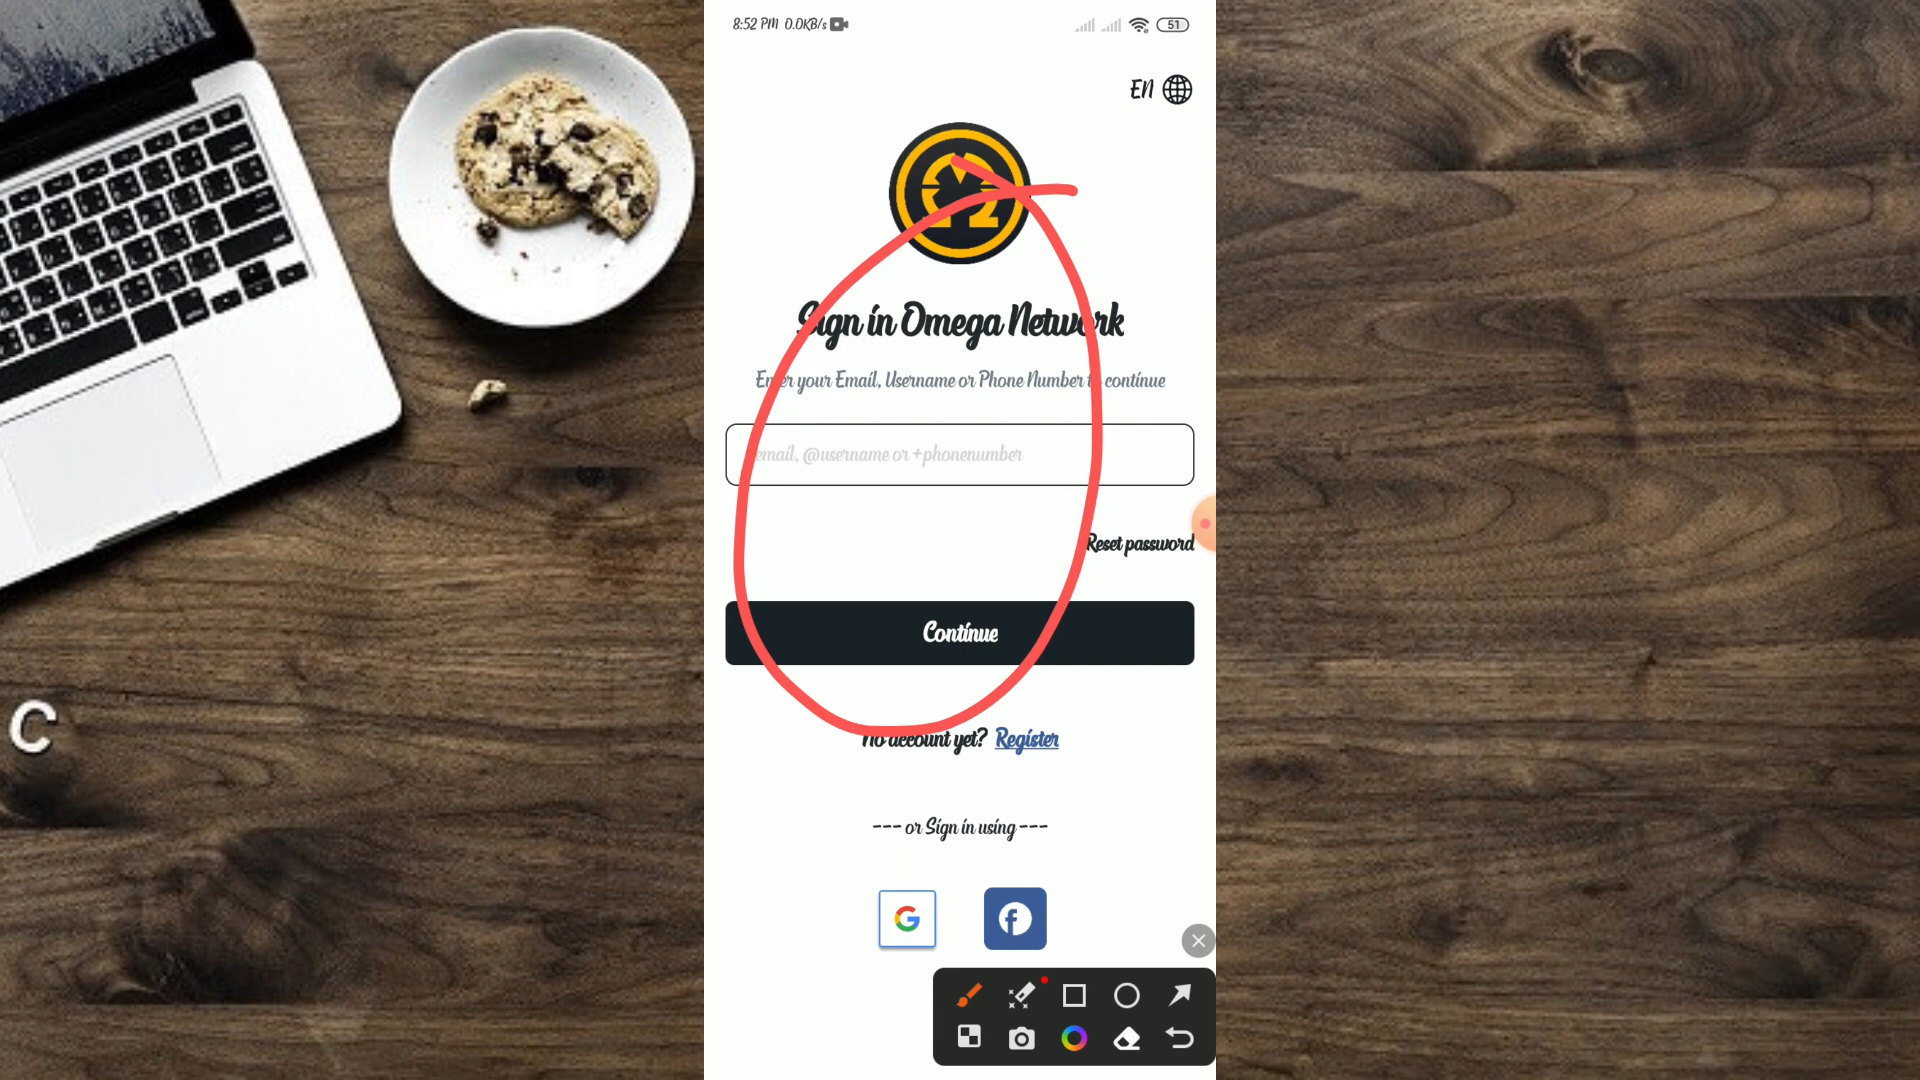 8:52 PM 0.0KB/s
51
EN
Sign in Omega Network
Enter your Email, Username or Phone Number to continue
email, @username or +phonenumber
Reset password
Continue
No account yet? Register
--- or Sign in using ---
C